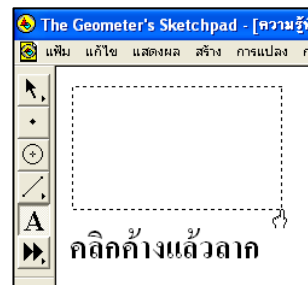 The Geometer's Sketchpad - [ความรู้
แฟ้ม แก้ไข แสดงผล สร้าง การแปลง
A
คลิกค้างแล้วลาก